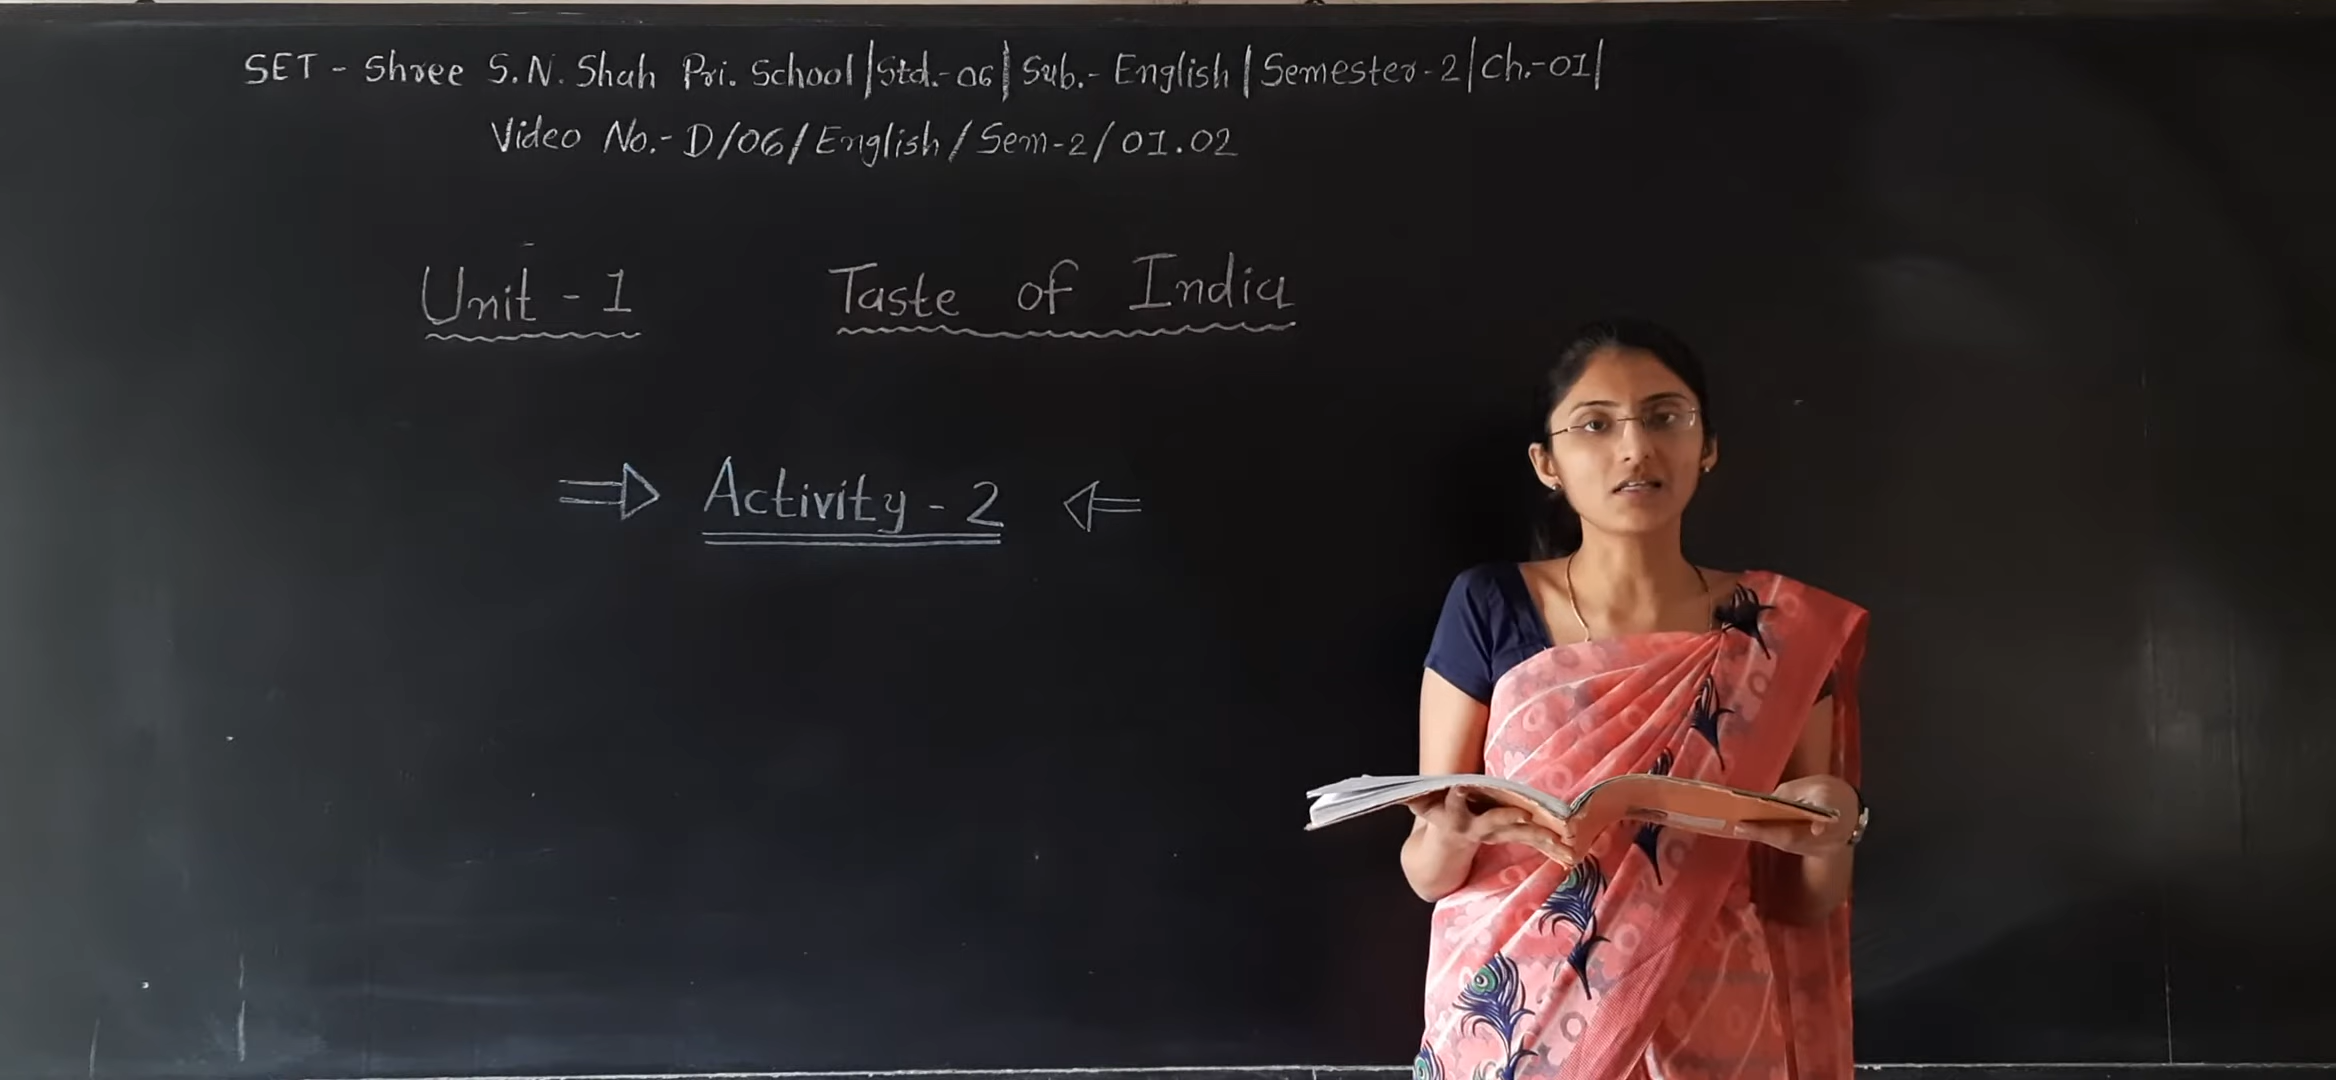 SET - Shree S.N. Shah Pri. School|Std.-06|Sub.- English|Semester-2|Ch.-01|
Video No.- D/06/English/Sem-2/01.02
Unit - 1 Taste of India
⇒ Activity - 2 ⇐